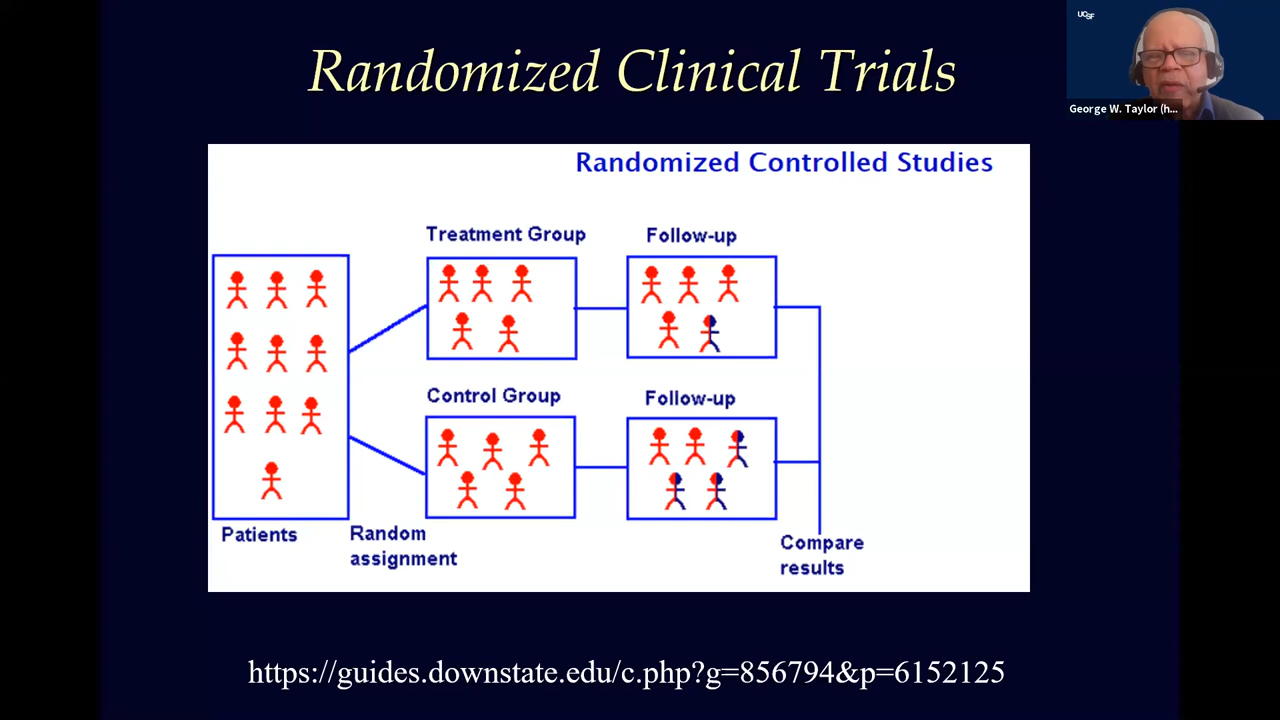 Randomized Clinical Trials
UCSF
George W. Taylor (h...
Randomized Controlled Studies
Treatment Group
Follow-up
Control Group
Follow-up
Patients
Random
assignment
Compare
results
https://guides.downstate.edu/c.php?g=856794&p=6152125